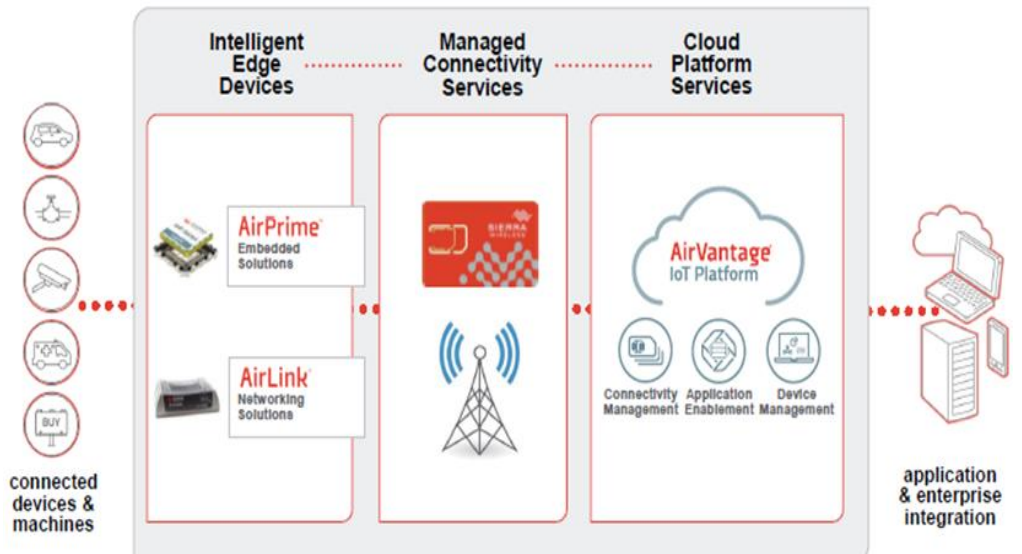 Intelligent
Edge
Devices
Managed
Connectivity
Services
Cloud
Platform
Services
AirPrime
Embedded
Solutions
AirLink
Networking
Solutions
SIERRA
WIRELESS
AirVantage
IoT Platform
Connectivity
Management
Application
Enablement
Device
Management
BUY
connected
devices &
machines
application
& enterprise
integration